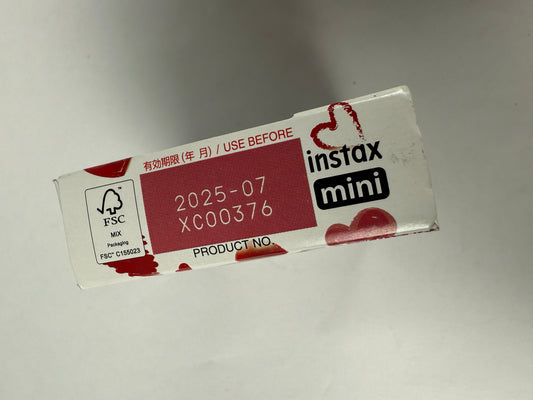 有効期限(年 月) / USE BEFORE
2025-07
XC00376
PRODUCT NO.
instax
mini
FSC
MIX
Packaging
FSC™ C155023